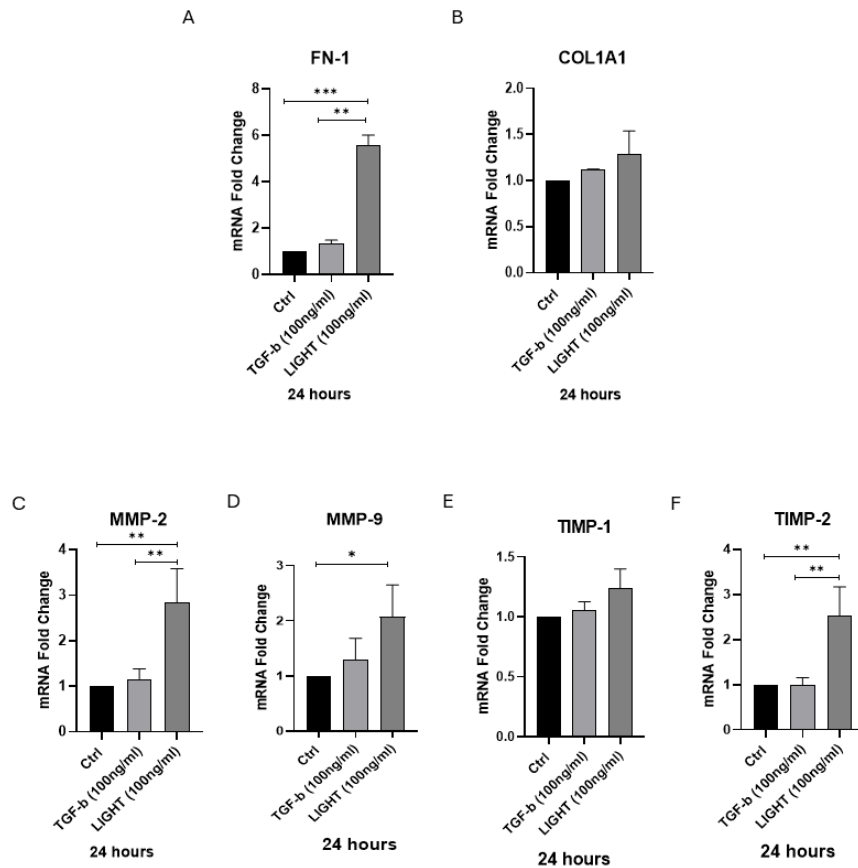 A
FN-1
mRNA Fold Change
8
6
4
2
0
***
**
Ctrl
TGF-b (100ng/ml)
LIGHT (100ng/ml)
24 hours
B
COL1A1
mRNA Fold Change
2.0
1.5
1.0
0.5
0.0
Ctrl
TGF-b (100ng/ml)
LIGHT (100ng/ml)
24 hours
C
MMP-2
mRNA Fold Change
4
3
2
1
0
**
**
Ctrl
TGF-b (100ng/ml)
LIGHT (100ng/ml)
24 hours
D
MMP-9
mRNA Fold Change
3
2
1
0
*
Ctrl
TGF-b (100ng/ml)
LIGHT (100ng/ml)
24 hours
E
TIMP-1
mRNA Fold Change
1.5
1.0
0.5
0.0
Ctrl
TGF-b (100ng/ml)
LIGHT (100ng/ml)
24 hours
F
TIMP-2
mRNA Fold Change
4
3
2
1
0
**
**
Ctrl
TGF-b (100ng/ml)
LIGHT (100ng/ml)
24 hours